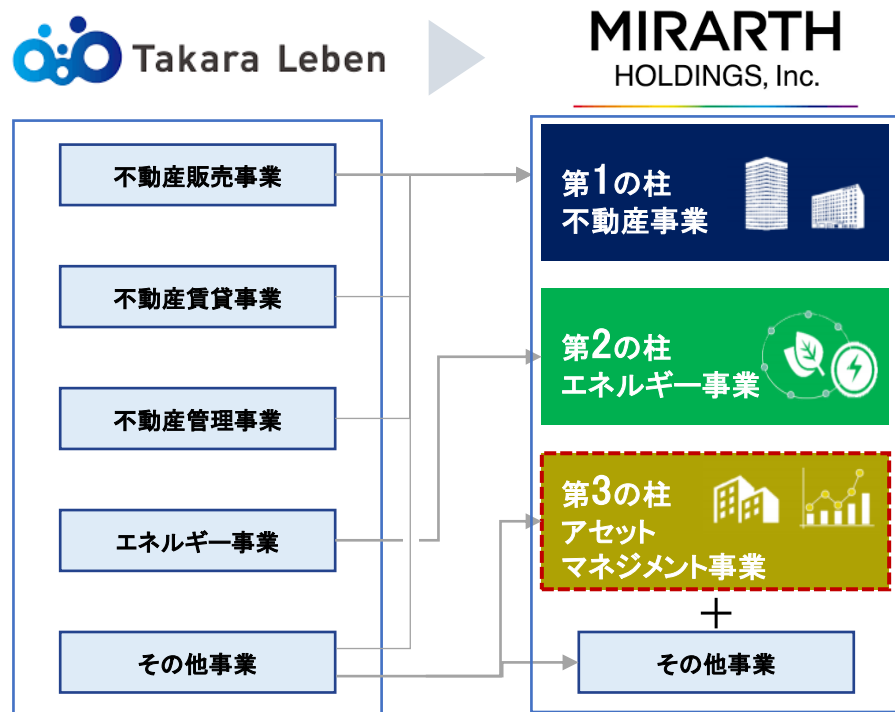 Takara Leben
MIRARTH
HOLDINGS, Inc.
不動産販売事業
不動産賃貸事業
不動産管理事業
エネルギー事業
その他事業
第1の柱
不動産事業
第2の柱
エネルギー事業
第3の柱
アセット
マネジメント事業
+
その他事業